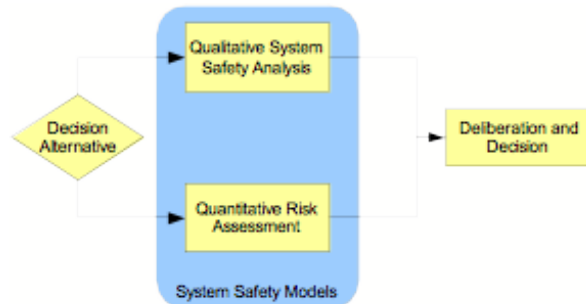 Qualitative System
Safety Analysis
Decision
Alternative
Deliberation and
Decision
Quantitative Risk
Assessment
System Safety Models